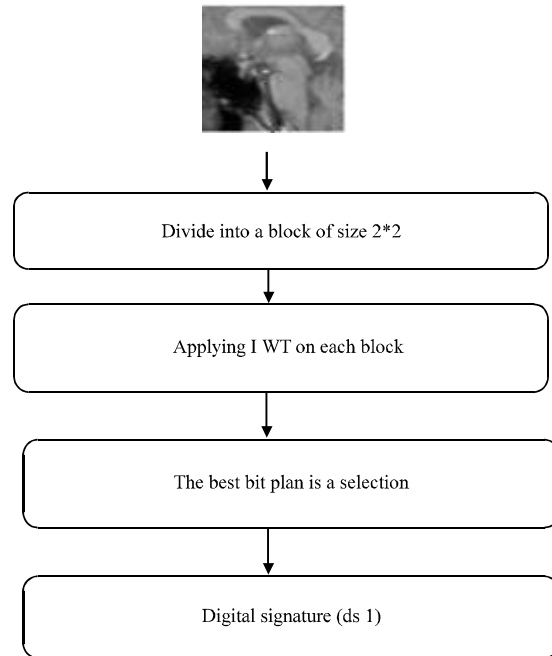 Divide into a block of size 2*2
Applying I WT on each block
The best bit plan is a selection
Digital signature (ds 1)